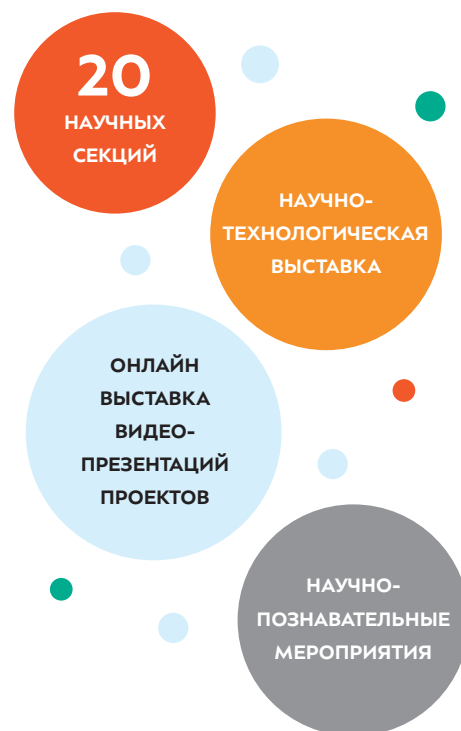 20
НАУЧНЫХ
СЕКЦИЙ
НАУЧНО-
ТЕХНОЛОГИЧЕСКАЯ
ВЫСТАВКА
ОНЛАЙН
ВЫСТАВКА
ВИДЕО-
ПРЕЗЕНТАЦИЙ
ПРОЕКТОВ
НАУЧНО-
ПОЗНАВАТЕЛЬНЫЕ
МЕРОПРИЯТИЯ